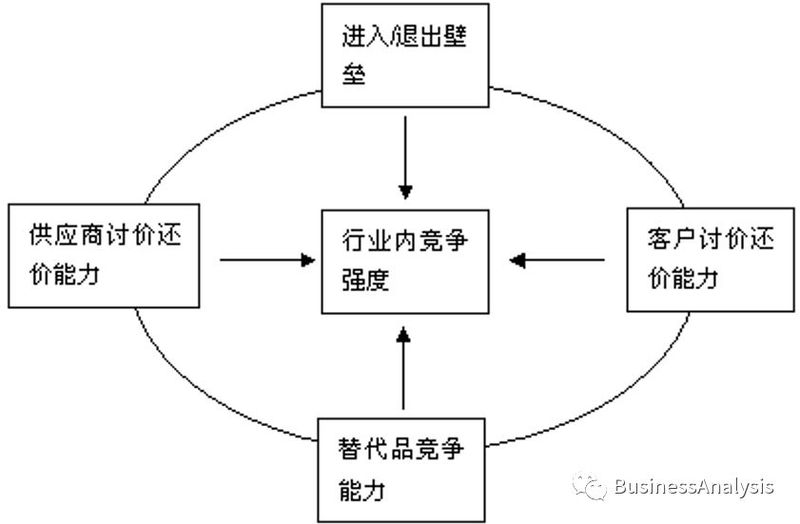 进入/退出壁
垒
供应商讨价还
价能力
行业内竞争
强度
客户讨价还
价能力
替代品竞争
能力
BusinessAnalysis